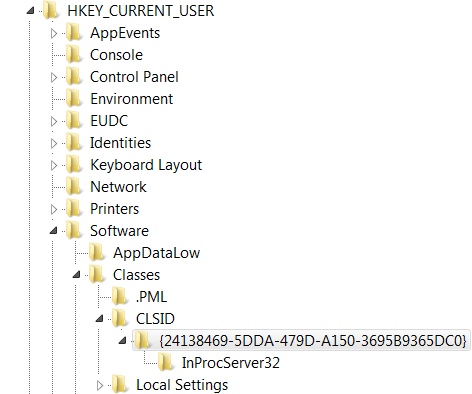 HKEY_CURRENT_USER
AppEvents
Console
Control Panel
Environment
EUDC
Identities
Keyboard Layout
Network
Printers
Software
AppDataLow
Classes
.PML
CLSID
{24138469-5DDA-479D-A150-3695B9365DC0}
InProcServer32
Local Settings